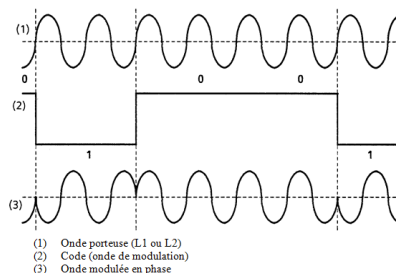 (1)
0 0 0
(2)
1 1
(3)
(1) Onde porteuse (L1 ou L2)
(2) Code (onde de modulation)
(3) Onde modulée en phase